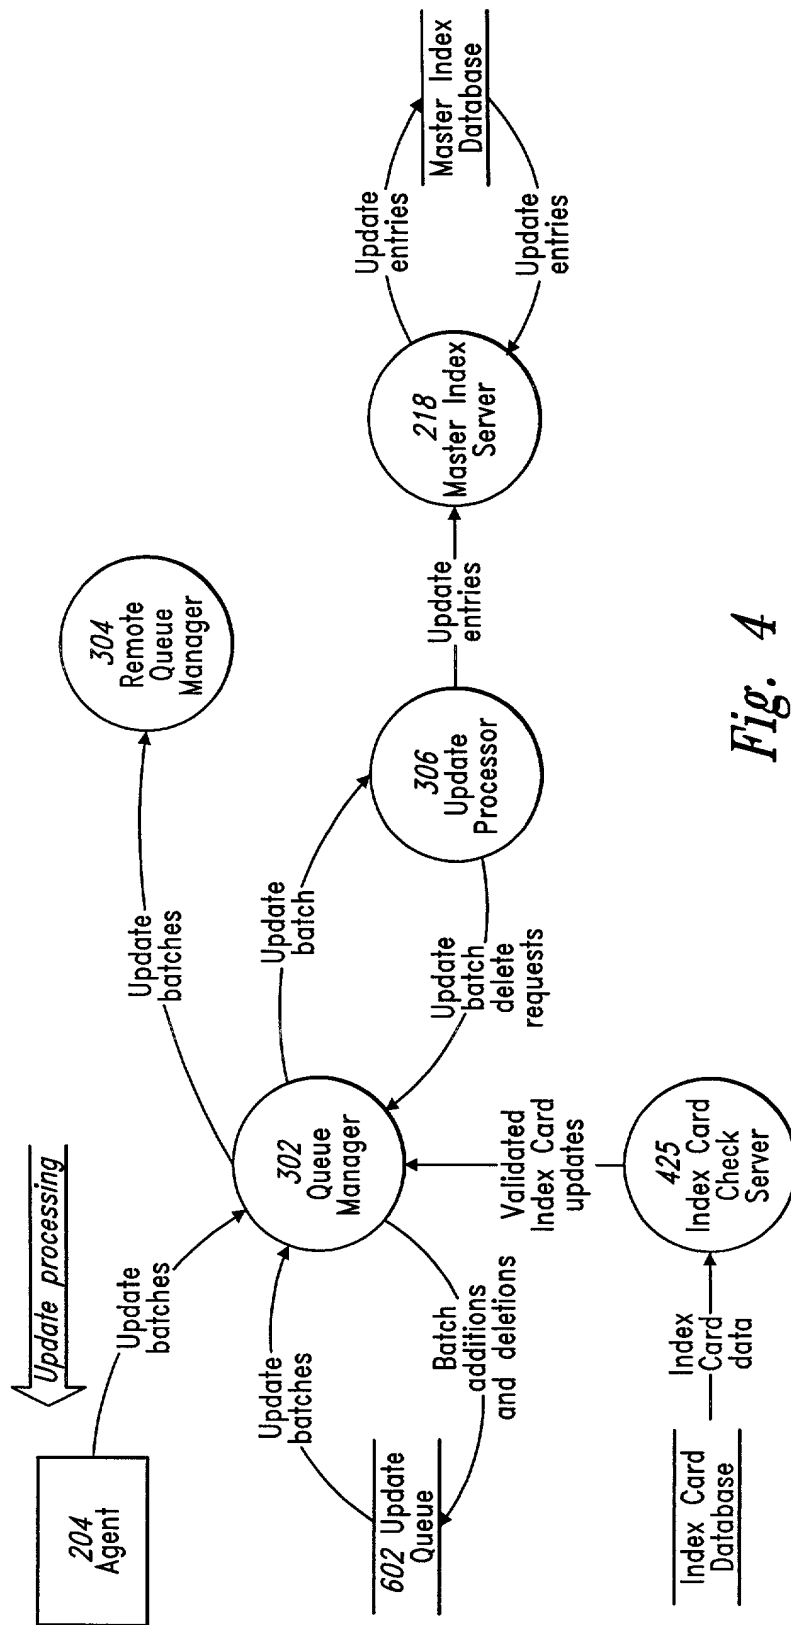 Update processing
204
Agent
Update
batches
304
Remote
Queue
Manager
Update
batches
302
Queue
Manager
Update
batches
602 Update
Queue
Batch
additions
and deletions
Update
batch
306
Update
Processor
Update
batch
delete
requests
Update
entries
218
Master Index
Server
Update
entries
Master Index
Database
Update
entries
Validated
Index Card
updates
425
Index Card
Check
Server
Index
Card
data
Index Card
Database
Fig. 4